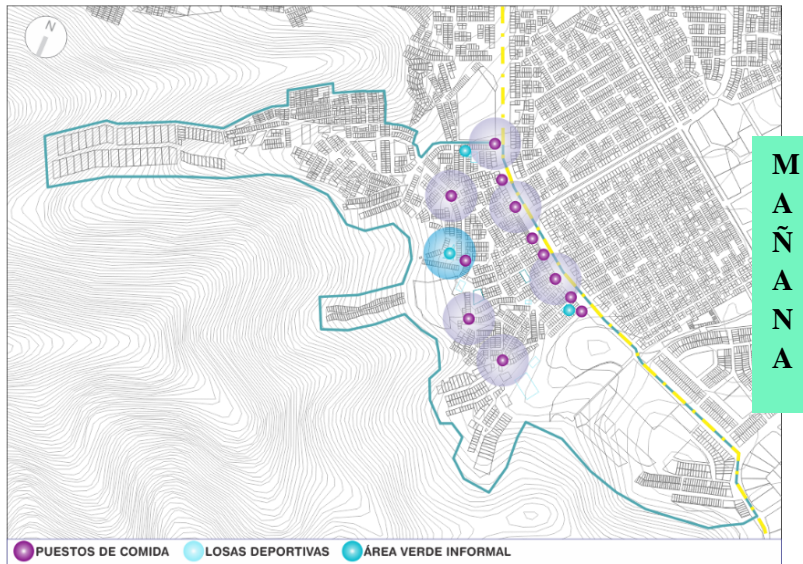 N
M
A
Ñ
A
N
A
PUESTOS DE COMIDA LOSAS DEPORTIVAS ÁREA VERDE INFORMAL